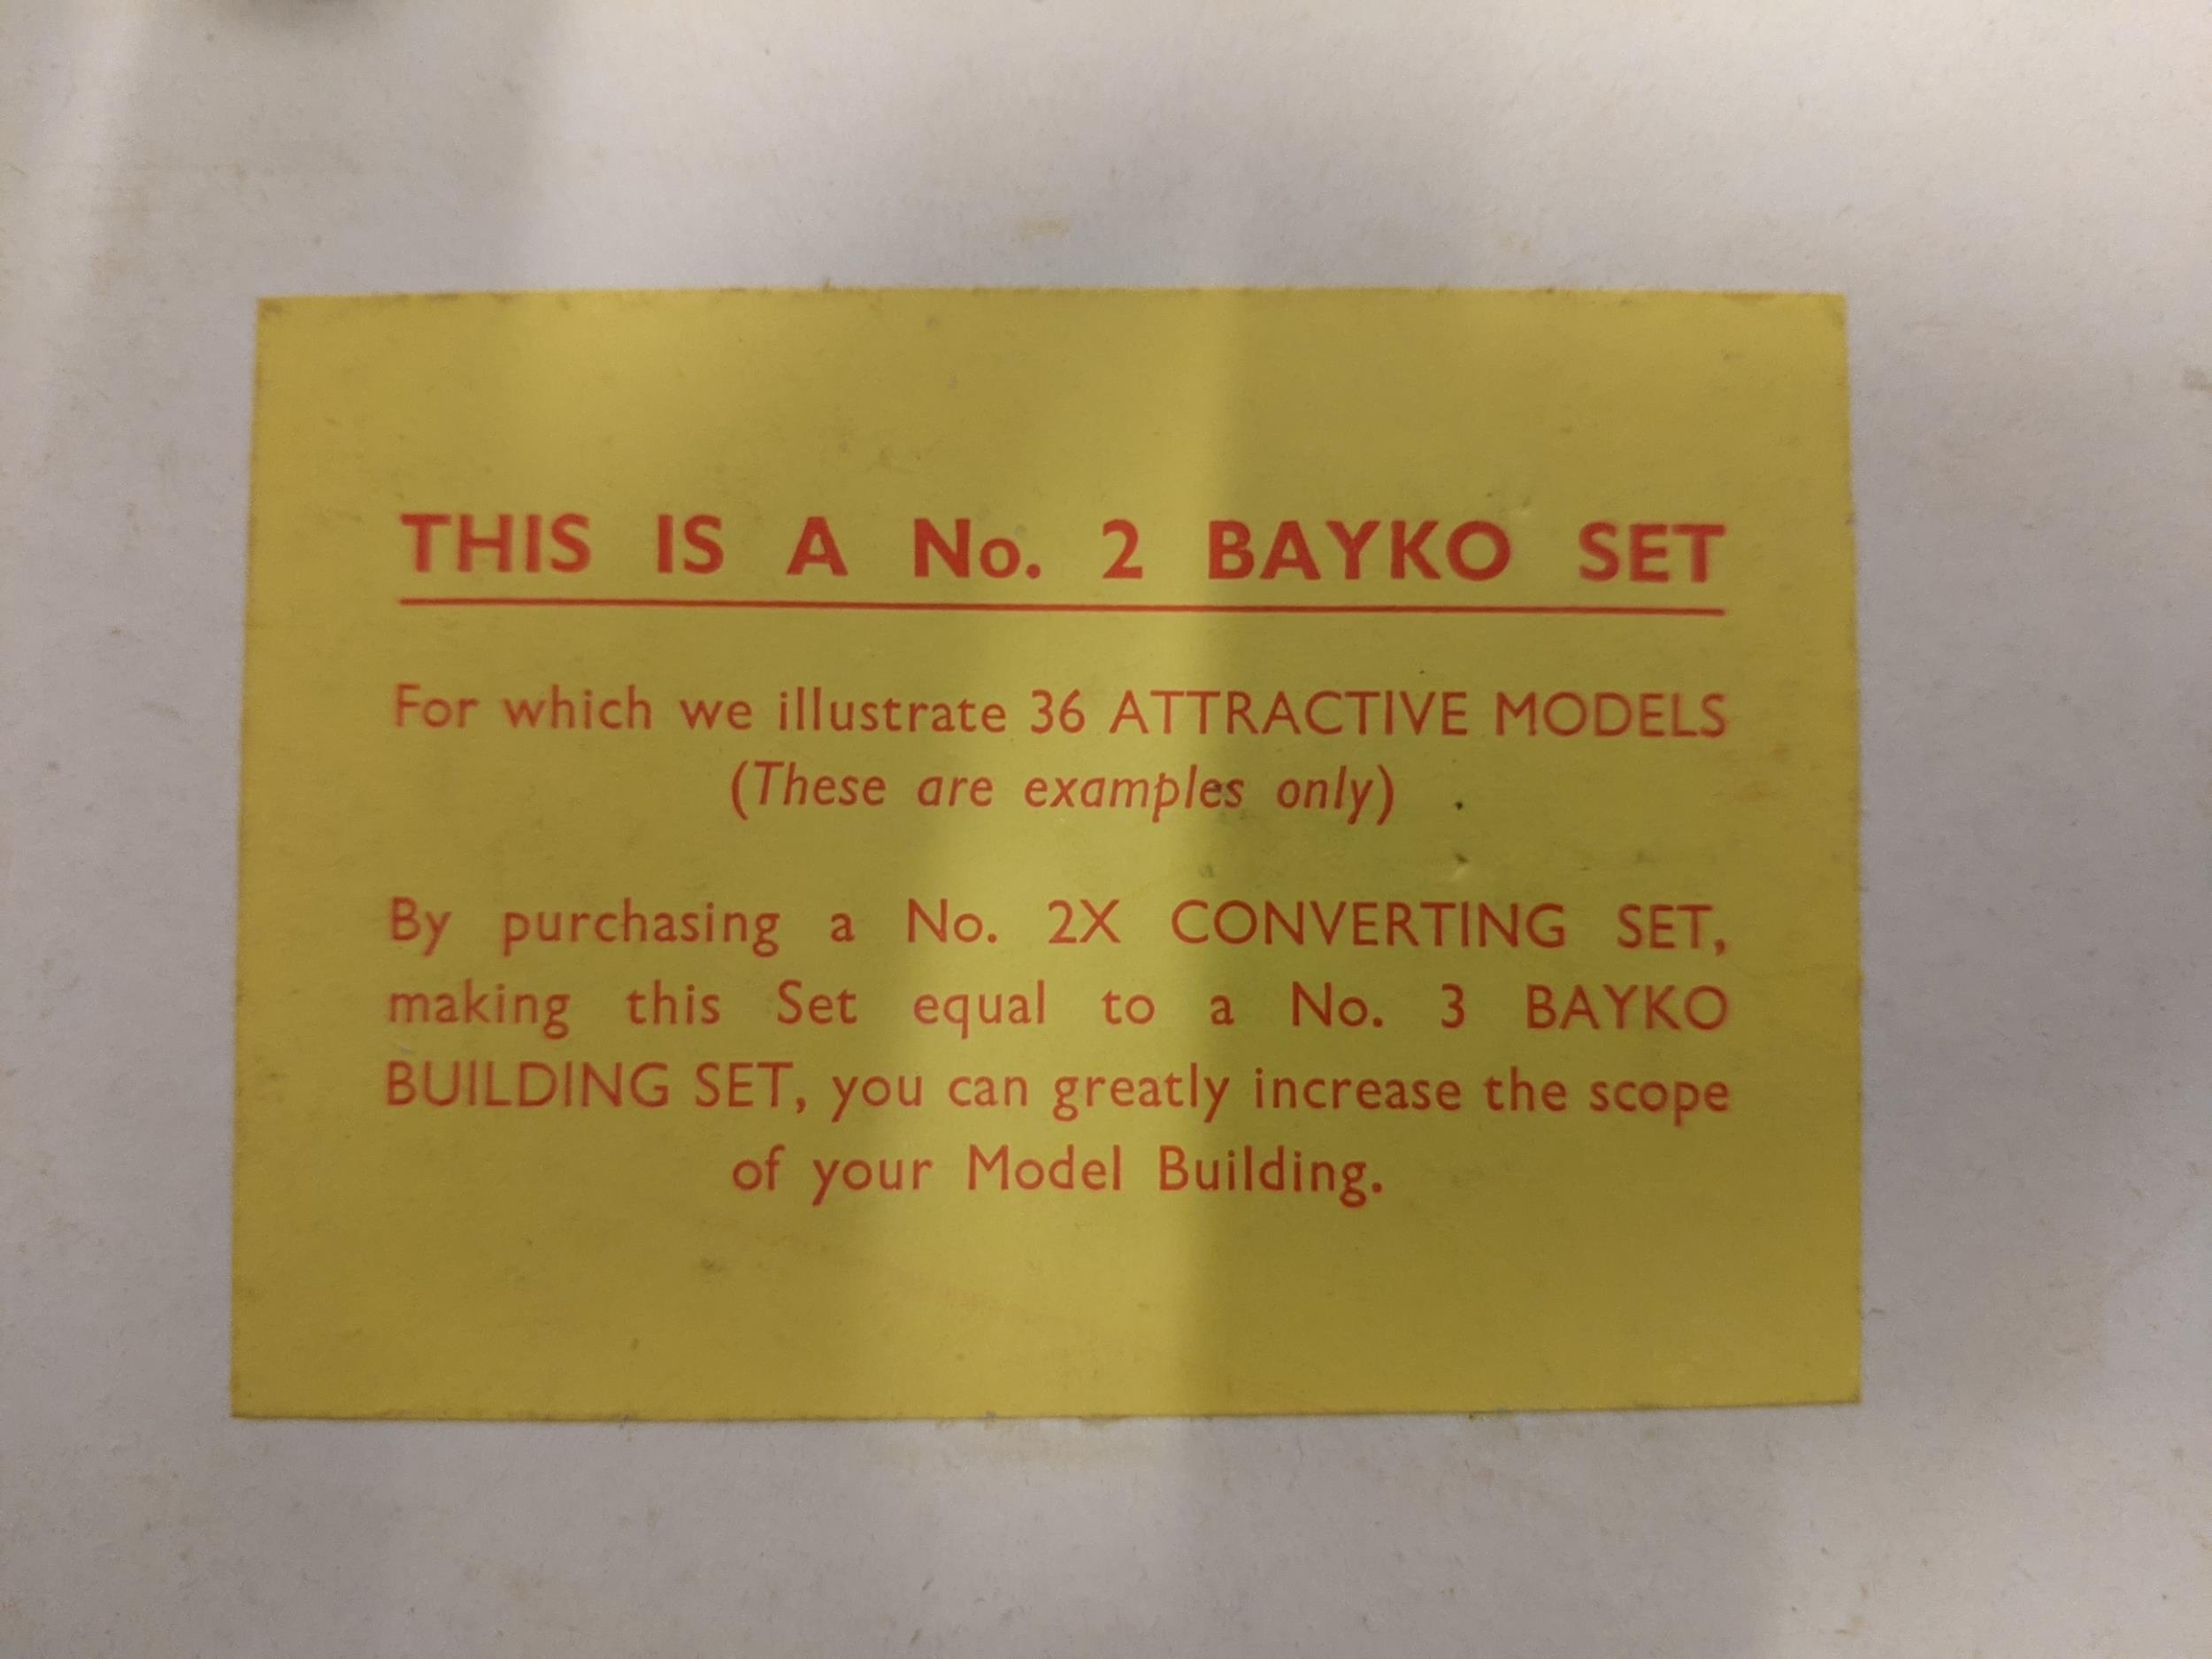 THIS IS A No. 2 BAYKO SET
For which we illustrate 36 ATTRACTIVE MODELS
(These are examples only)
By purchasing a No. 2X CONVERTING SET,
making this Set equal to a No. 3 BAYKO
BUILDING SET, you can greatly increase the scope
of your Model Building.